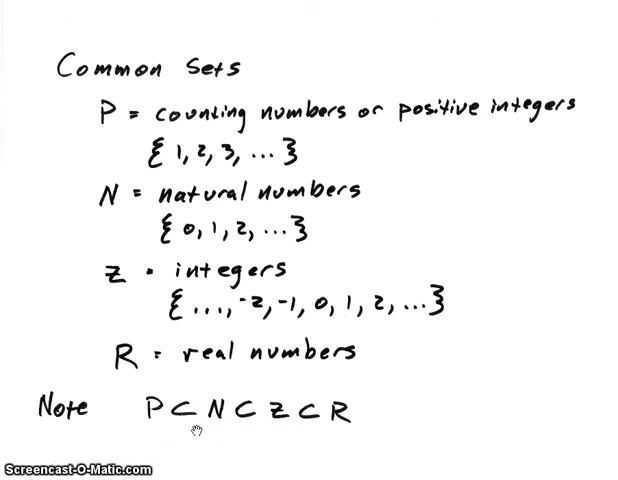 Common Sets
P = counting numbers or positive integers
{ 1, 2, 3, ... }
N = natural numbers
{ 0, 1, 2, ... }
Z = integers
{ ..., -2, -1, 0, 1, 2, ... }
R = real numbers
Note P ⊂ N ⊂ Z ⊂ R
Screencast-O-Matic.com